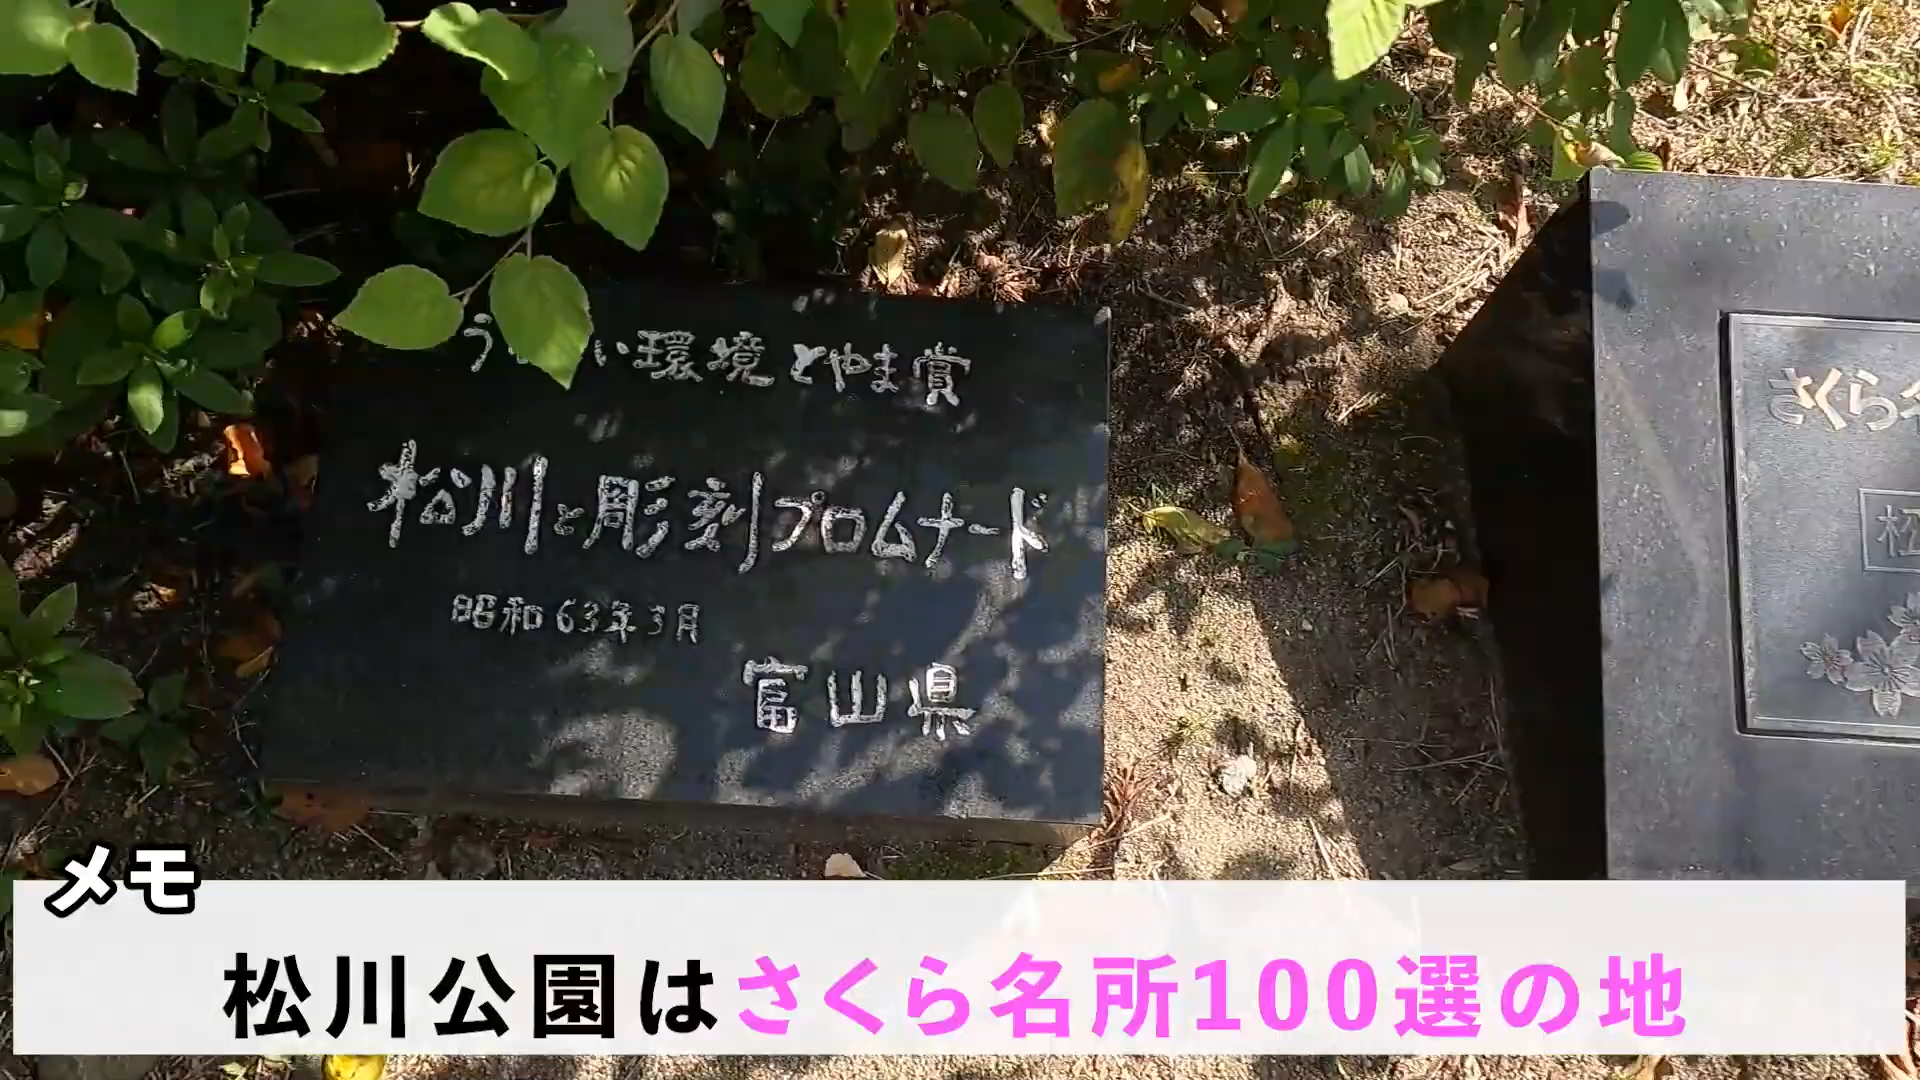 い環境とやま賞
松川と彫刻プロムナード
昭和63年3月
富山県
さくら
松
メモ
松川公園はさくら名所100選の地